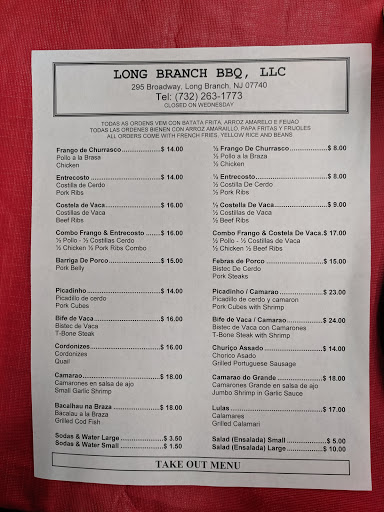 LONG BRANCH BBQ, LLC
295 Broadway, Long Branch, NJ 07740
Tel: (732) 263-1773
CLOSED ON WEDNESDAY
TODAS AS ORDENS VEM COM BATATA FRITA, ARROZ AMARELO E FEIJAO
TODAS LAS ORDENES BIENEN CON ARROZ AMARAILLO, PAPA FRITAS Y FRIJOLES
ALL ORDERS COME WITH FRENCH FRIES, YELLOW RICE AND BEANS
Frango de Churrasco................$ 14.00
Pollo a la Brasa
Chicken
Entrecosto................$ 14.00
Costilla de Cerdo
Pork Ribs
Costela de Vaca................$ 16.00
Costillas de Vaca
Beef Ribs
Combo Frango & Entrecosto......$ 16.00
½ Pollo - ½ Costillas Cerdo
½ Chicken ½ Pork Ribs Combo
Barriga De Porco................$ 15.00
Pork Belly
Picadinho................$ 14.00
Picadillo de cerdo
Pork Cubes
Bife de Vaca................$ 16.00
Bistec de Vaca
T-Bone Steak
Cordonizes................$ 16.00
Cordonizes
Quail
Camarao................$ 18.00
Camarones en salsa de ajo
Small Garlic Shrimp
Bacalhau na Braza................$ 18.00
Bacalau a la Braza
Grilled Cod Fish
Sodas & Water Large................$ 3.50
Sodas & Water Small................$ 1.50
½ Frango De Churrasco................$ 8.00
½ Pollo a la Braza
½ Chicken
½ Entrecosto................$ 8.00
½ Costilla De Cerdo
½ Pork Ribs
½ Costella De Vaca................$ 9.00
½ Costillas de Vaca
½ Beef Ribs
Combo Frango & Costela De Vaca.$ 17.00
½ Pollo - ½ Costillas de Vaca
½ Chicken ½ Beef Ribs
Febras de Porco................$ 15.00
Bistec De Cerdo
Pork Steaks
Picadinho / Camarao................$ 23.00
Picadillo de cerdo y camaron
Pork Cubes with Shrimp
Bife de Vaca / Camarao................$ 24.00
Bistec de Vaca con Camarones
T-Bone Steak with Shrimp
Churiço Assado................$ 14.00
Chorico Asado
Grilled Portuguese Sausage
Camarao do Grande................$ 18.00
Camarones Grande en salsa de ajo
Jumbo Shrimp in Garlic Sauce
Lulas................$ 17.00
Calamares
Grilled Calamari
Salad (Ensalada) Small................$ 5.00
Salad (Ensalada) Large................$ 10.00
TAKE OUT MENU